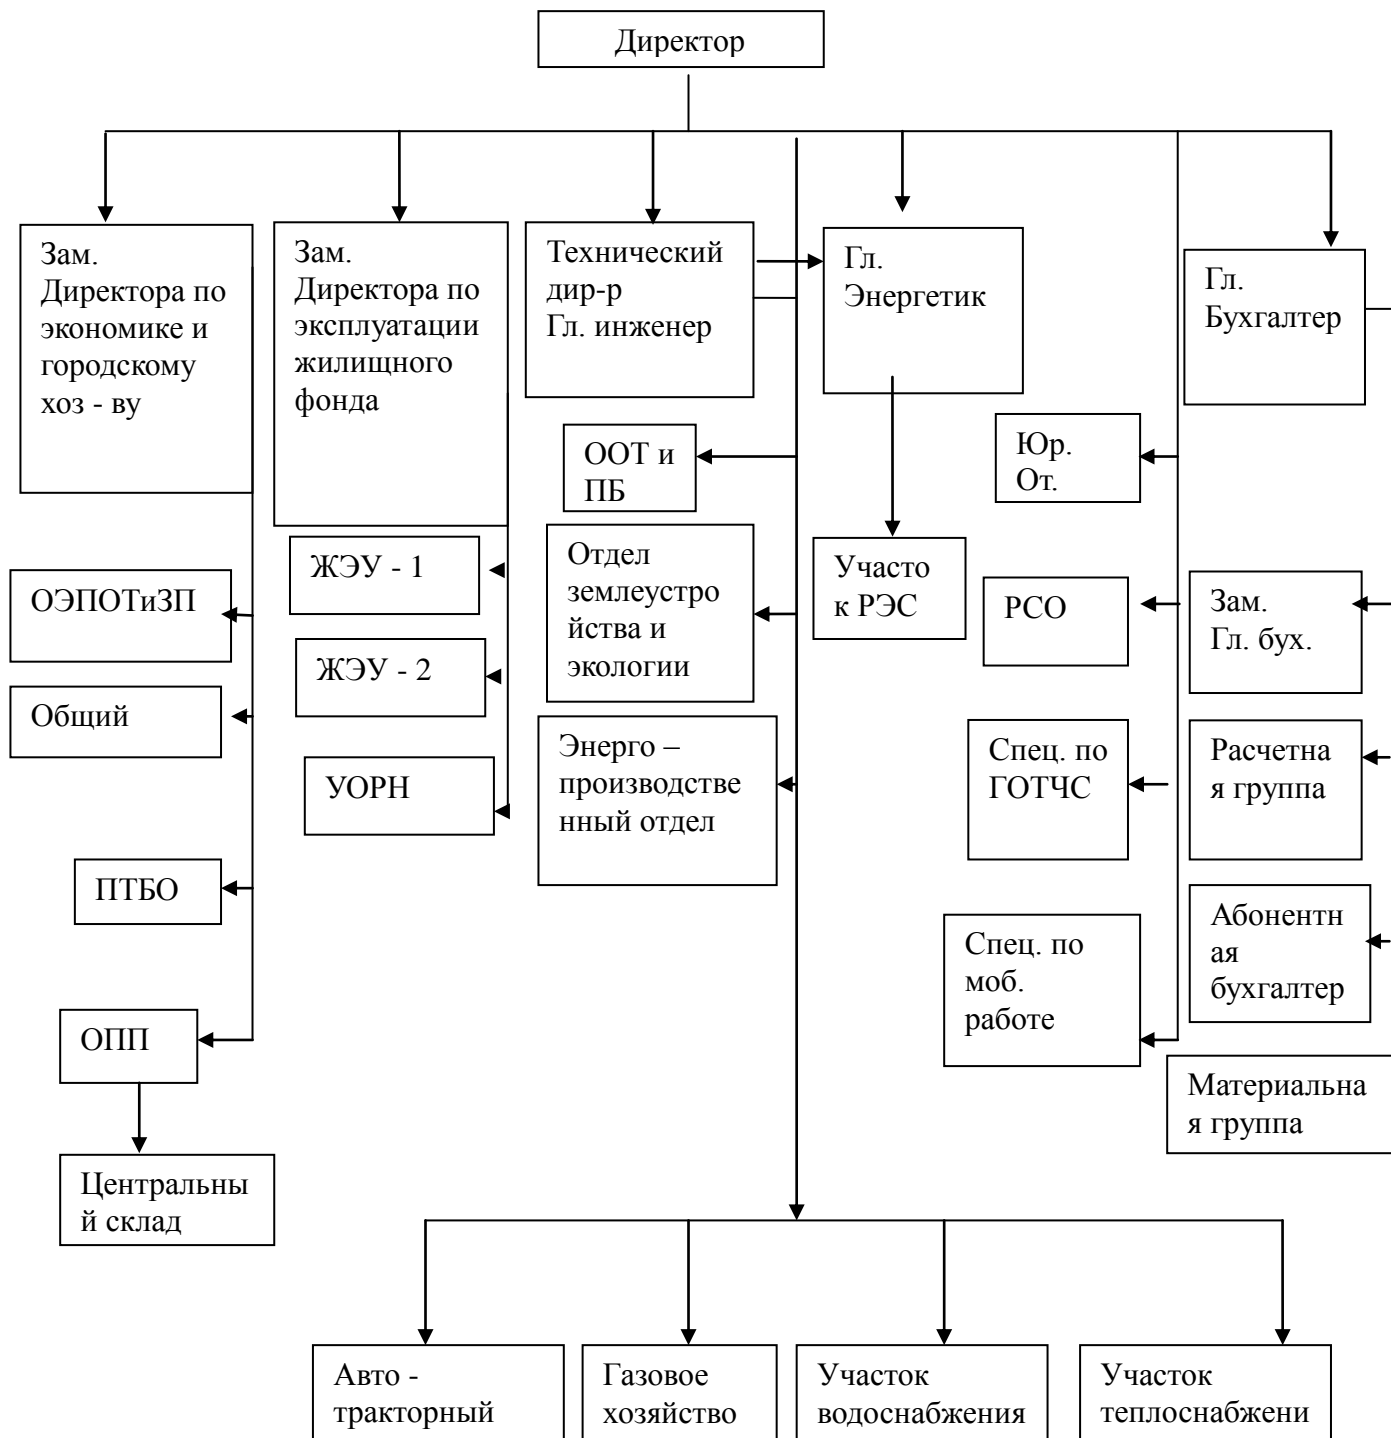 Директор
Зам.
Директора по
экономике и
городскому
хоз - ву
Зам.
Директора по
эксплуатации
жилищного
фонда
Технический
дир-р
Гл. инженер
Гл.
Энергетик
Гл.
Бухгалтер
ООТ и
ПБ
Юр.
От.
ОЭПОТиЗП
ЖЭУ - 1
Отдел
землеустро
йства и
экологии
Участо
к РЭС
РСО
Зам.
Гл. бух.
Общий
ЖЭУ - 2
Энерго –
производстве
нный отдел
Спец. по
ГОТЧС
Расчетна
я группа
УОРН
ПТБО
Спец. по
моб.
работе
Абонентн
ая
бухгалтер
ОПП
Материальна
я группа
Центральны
й склад
Авто -
тракторный
Газовое
хозяйство
Участок
водоснабжения
Участок
теплоснабжени